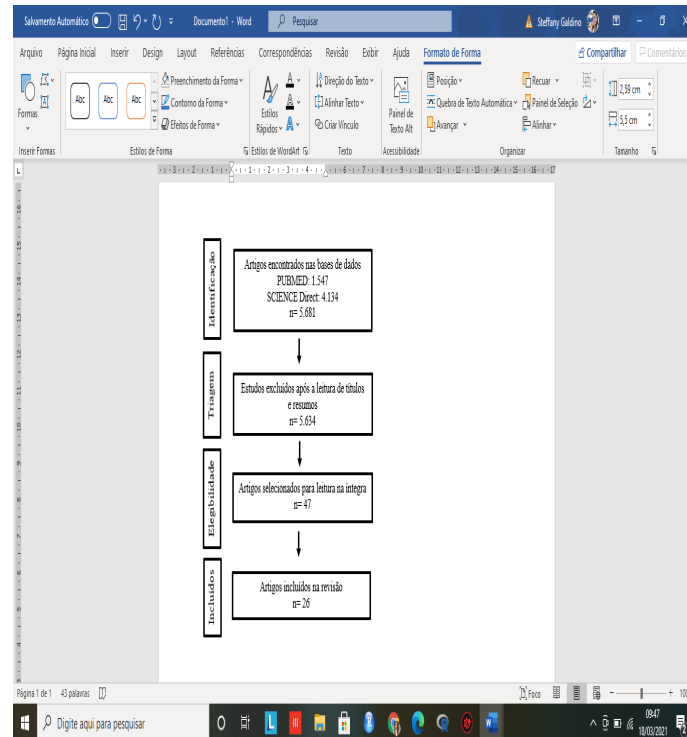 Salvamento Automático
Documento1 - Word
Pesquisar
Steffany Galdino
Arquivo Página Inicial Inserir Design Layout Referências Correspondências Revisão Exibir Ajuda Formato de Forma Compartilhar Comentários
Formas
Abc Abc Abc
Preenchimento da Forma
Contorno da Forma
Efeitos de Forma
Estilos Rápidos
Direção do Texto
Alinhar Texto
Criar Vínculo
Painel de
Texto Alt
Posição
Quebra de Texto Automática
Avançar
Recuar
Painel de Seleção
Alinhar
2,59 cm
5,5 cm
Inserir Formas Estilos de Forma Estilos de WordArt Texto Acessibilidade Organizar Tamanho
Identificação
Artigos encontrados nas bases de dados
PUBMED: 1.547
SCIENCE Direct: 4.134
n= 5.681
Triagem
Estudos excluídos após a leitura de títulos
e resumos
n= 5.634
Elegibilidade
Artigos selecionados para leitura na íntegra
n= 47
Incluídos
Artigos incluídos na revisão
n= 26
Página 1 de 1 43 palavras
Foco
100
Digite aqui para pesquisar
09:47
18/03/2021